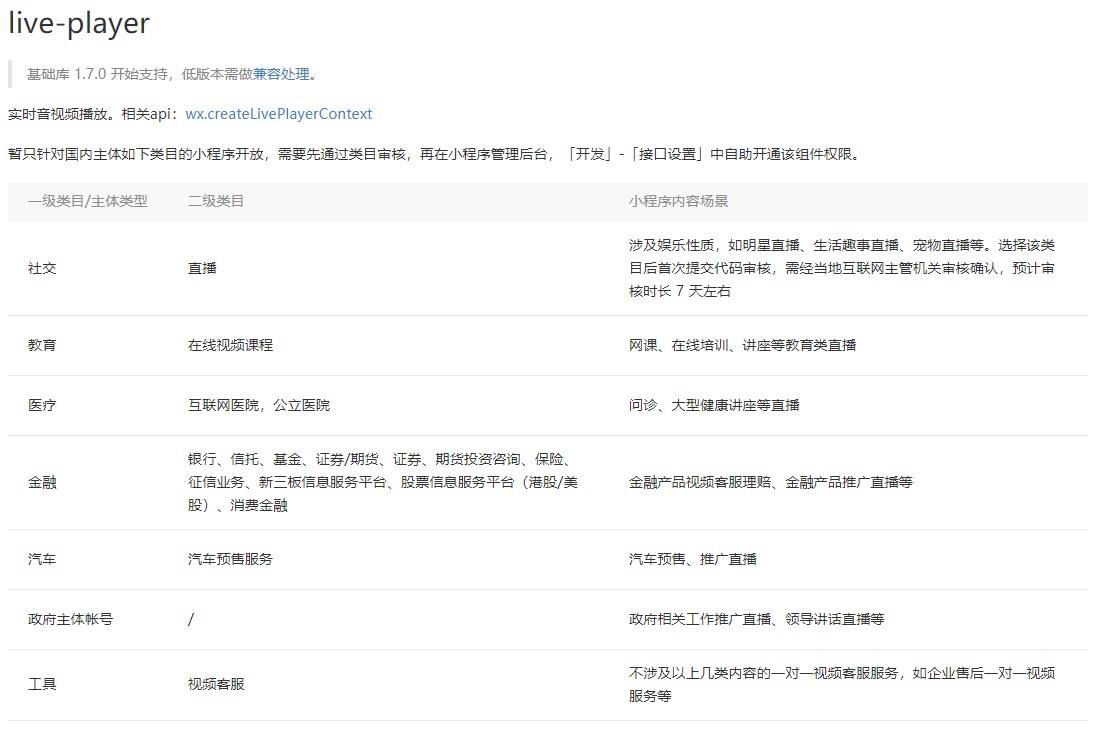 live-player
基础库 1.7.0 开始支持，低版本需做兼容处理。
实时音视频播放。相关api：wx.createLivePlayerContext
暂只针对国内主体如下类目的小程序开放，需要先通过类目审核，再在小程序管理后台，「开发」-「接口设置」中自助开通该组件权限。
一级类目/主体类型 二级类目 小程序内容场景
社交 直播 涉及娱乐性质，如明星直播、生活趣事直播、宠物直播等。选择该类
目后首次提交代码审核，需经当地互联网主管机关审核确认，预计审
核时长 7 天左右
教育 在线视频课程 网课、在线培训、讲座等教育类直播
医疗 互联网医院，公立医院 问诊、大型健康讲座等直播
银行、信托、基金、证券/期货、证券、期货投资咨询、保险、
金融 征信业务、新三板信息服务平台、股票信息服务平台（港股/美 金融产品视频客服理赔、金融产品推广直播等
股）、消费金融
汽车 汽车预售服务 汽车预售、推广直播
政府主体帐号 / 政府相关工作推广直播、领导讲话直播等
工具 视频客服 不涉及以上几类内容的一对一视频客服服务，如企业售后一对一视频
服务等